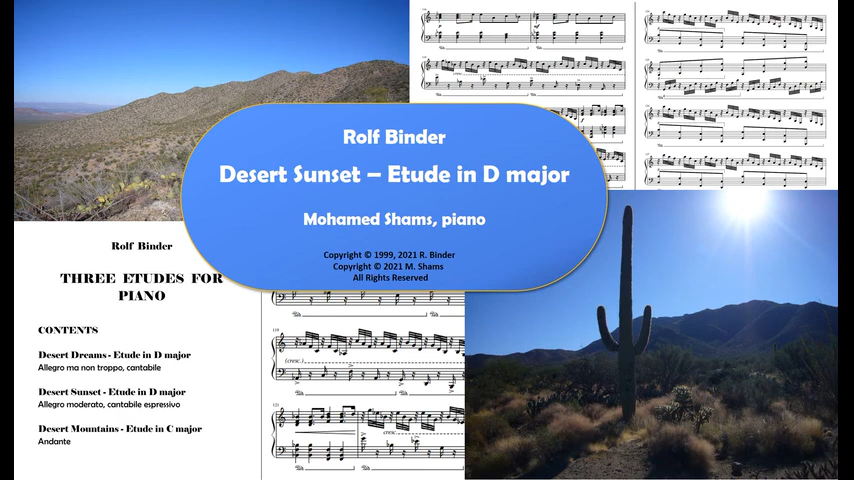 Rolf Binder
Desert Sunset – Etude in D major
Mohamed Shams, piano
Copyright © 1999, 2021 R. Binder
Copyright © 2021 M. Shams
All Rights Reserved
Rolf Binder
THREE ETUDES FOR
PIANO
CONTENTS
Desert Dreams - Etude in D major
Allegro ma non troppo, cantabile
Desert Sunset - Etude in D major
Allegro moderato, cantabile espressivo
Desert Mountains - Etude in C major
Andante
(cresc.)
cresc.